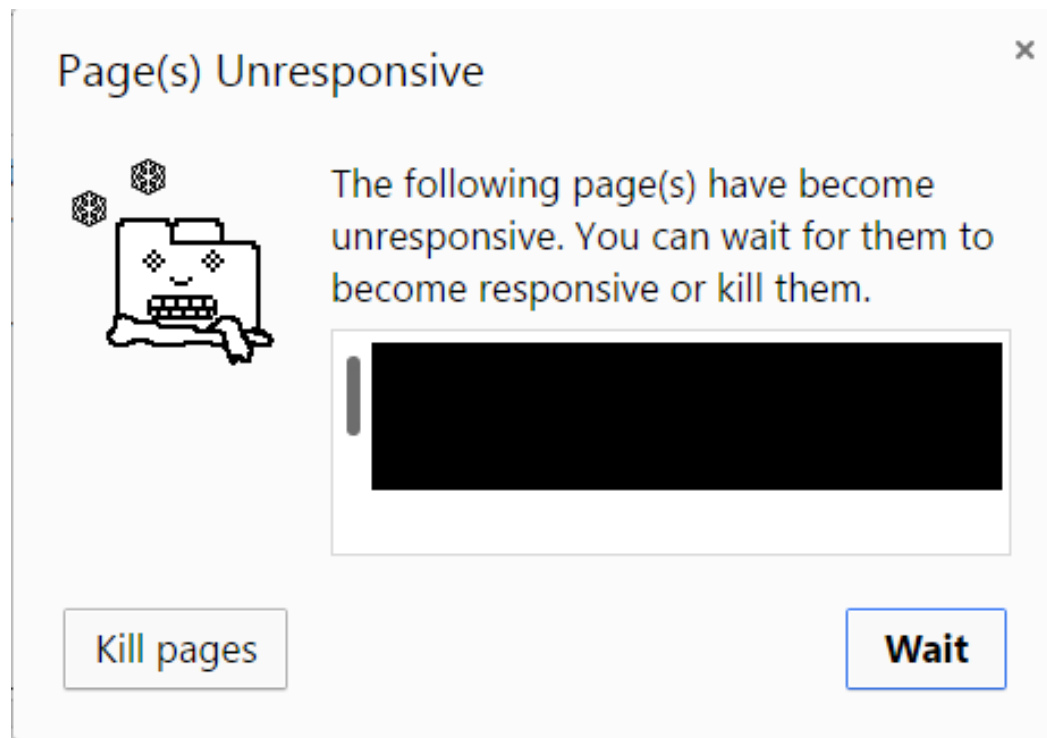 Page(s) Unresponsive
The following page(s) have become
unresponsive. You can wait for them to
become responsive or kill them.
Kill pages
Wait